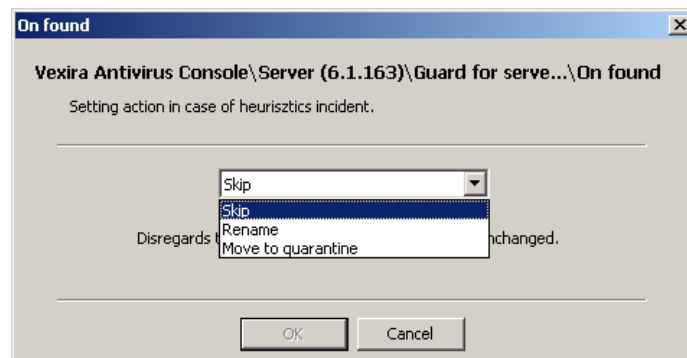 On found
Vexira Antivirus Console\Server (6.1.163)\Guard for serve...\On found
Setting action in case of heurisztics incident.
Skip
Skip
Rename
Disregards
nchanged.
Move to quarantine
OK
Cancel